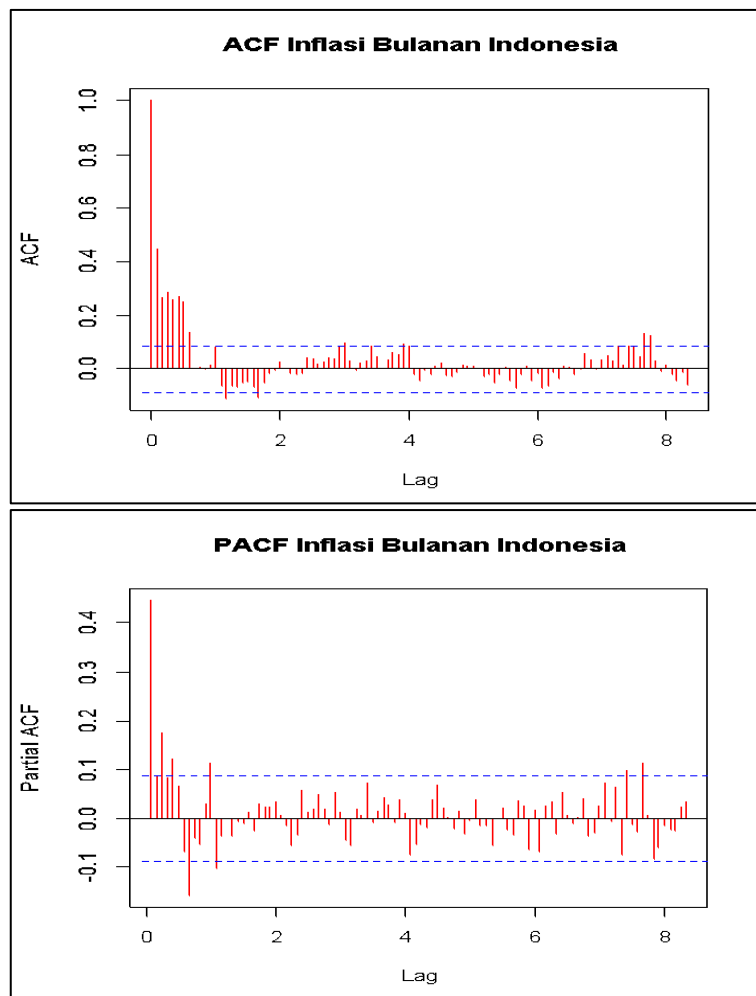 ACF Inflasi Bulanan Indonesia
ACF
1.0
0.8
0.6
0.4
0.2
0.0
0 2 4 6 8
Lag
PACF Inflasi Bulanan Indonesia
Partial ACF
0.4
0.3
0.2
0.1
0.0
-0.1
0 2 4 6 8
Lag